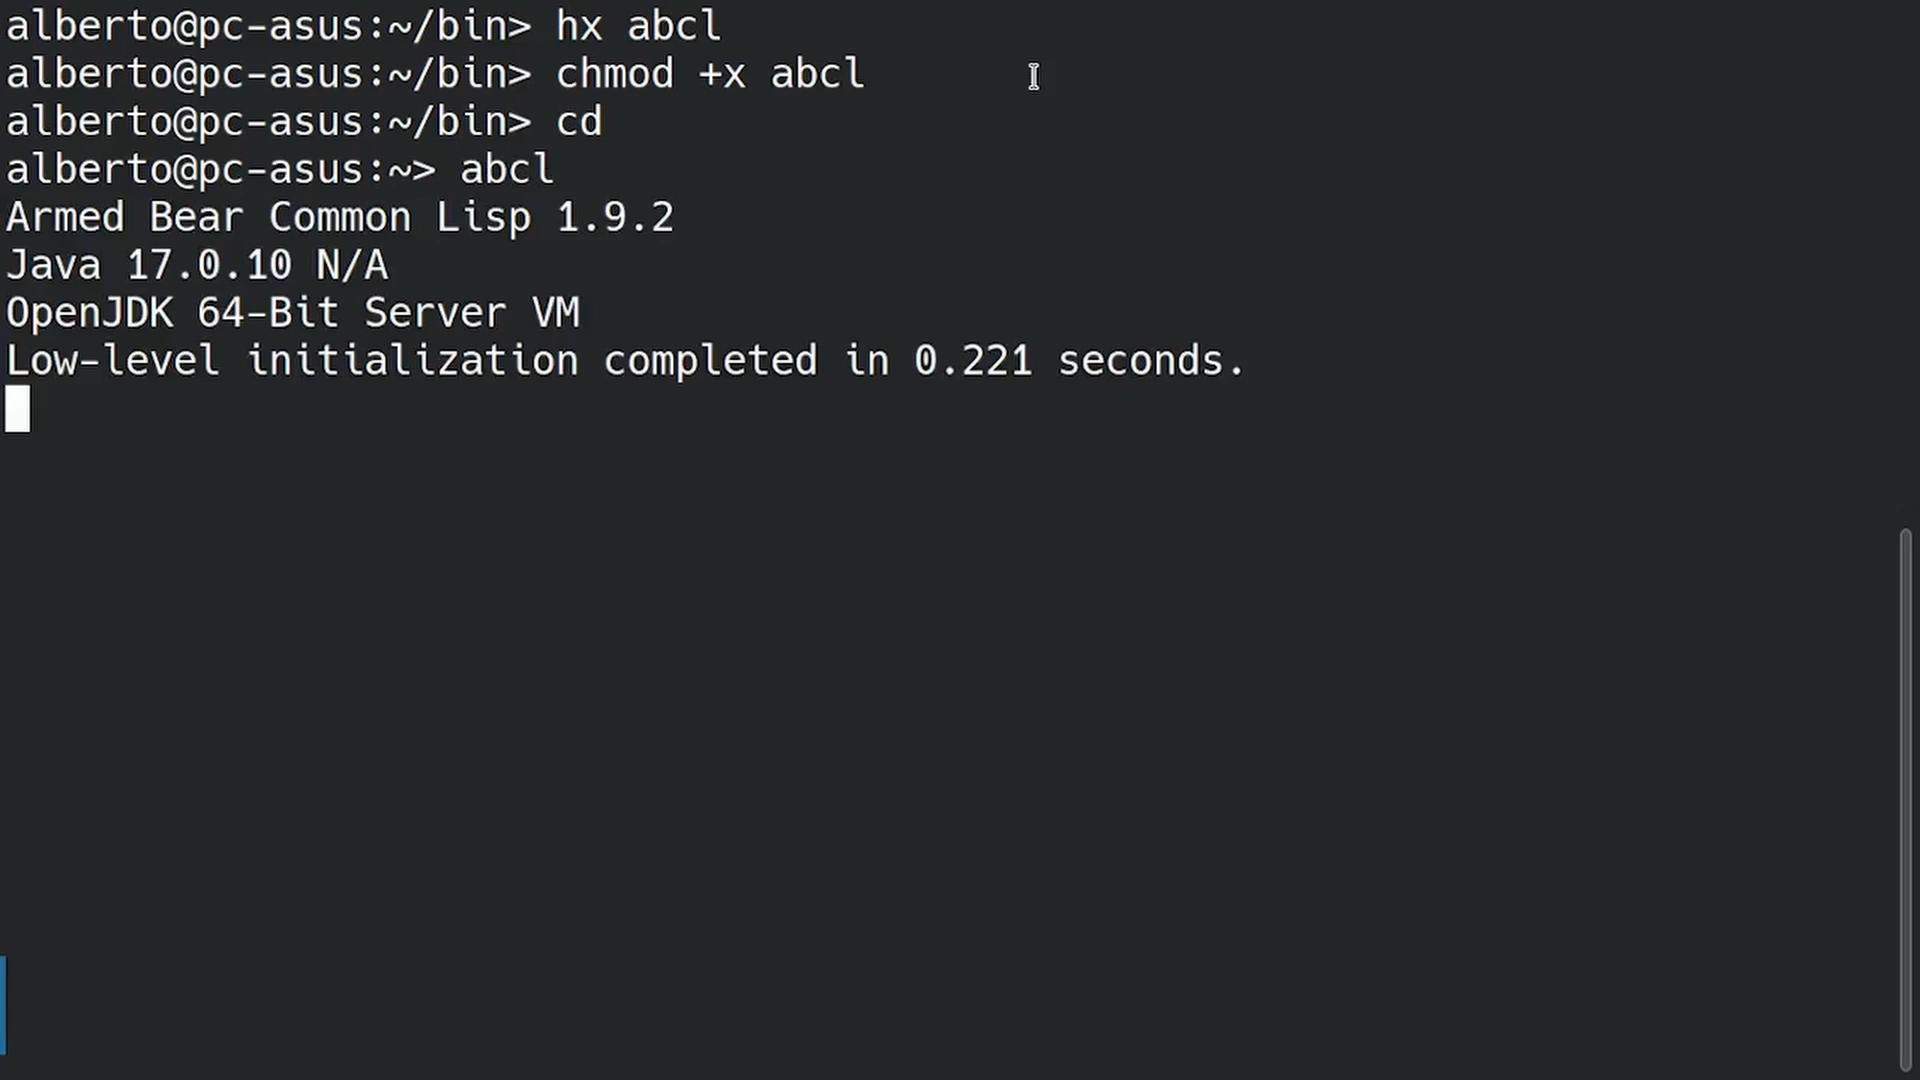 alberto@pc-asus:~/bin> hx abcl
alberto@pc-asus:~/bin> chmod +x abcl
alberto@pc-asus:~/bin> cd
alberto@pc-asus:~> abcl
Armed Bear Common Lisp 1.9.2
Java 17.0.10 N/A
OpenJDK 64-Bit Server VM
Low-level initialization completed in 0.221 seconds.